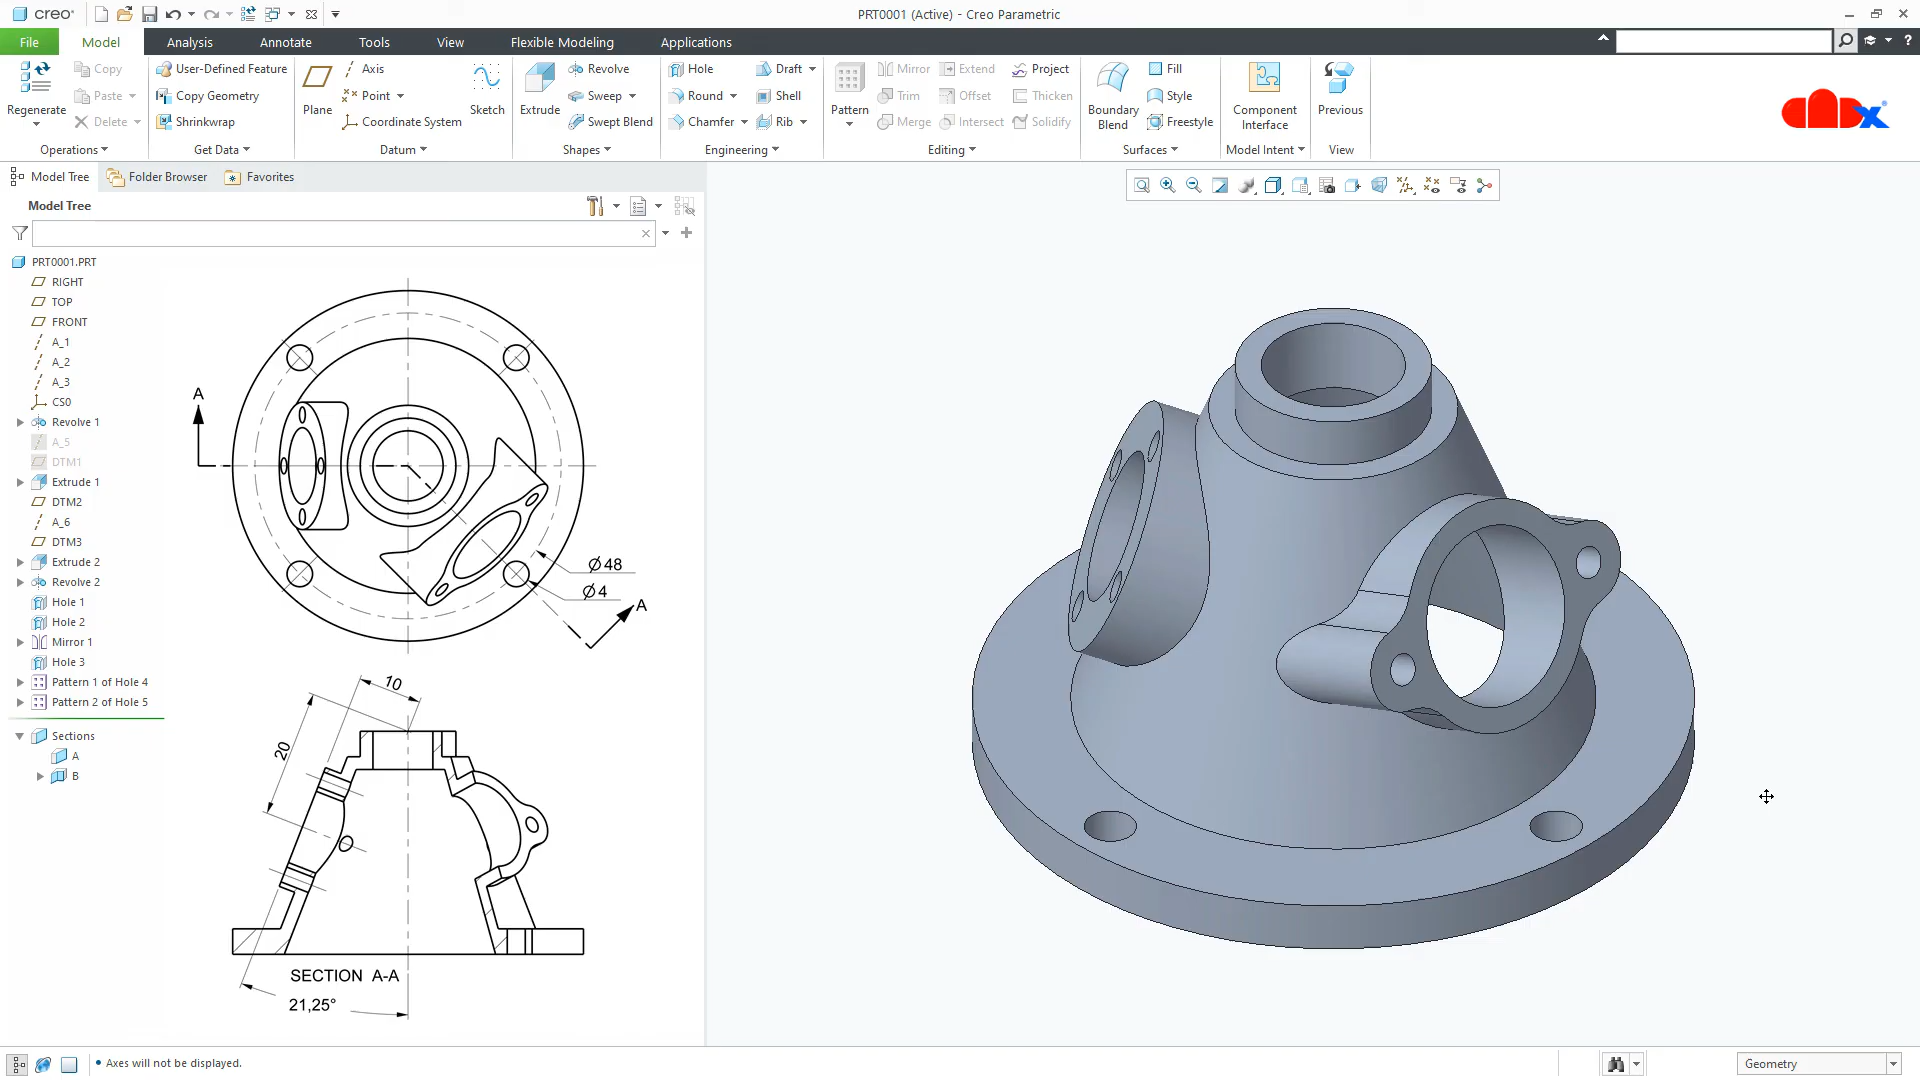 creo
PRT0001 (Active) - Creo Parametric
File Model Analysis Annotate Tools View Flexible Modeling Applications
Regenerate
Copy
Paste
Delete
Operations
User-Defined Feature
Copy Geometry
Shrinkwrap
Get Data
Plane
Axis
Point
Coordinate System
Sketch
Datum
Extrude
Revolve
Sweep
Swept Blend
Shapes
Hole
Draft
Round
Shell
Chamfer
Rib
Engineering
Pattern
Mirror
Extend
Project
Trim
Offset
Thicken
Merge
Intersect
Solidify
Editing
Boundary
Blend
Fill
Style
Freestyle
Surfaces
Component
Interface
Model Intent
Previous
View
Model Tree Folder Browser Favorites
Model Tree
PRT0001.PRT
RIGHT
TOP
FRONT
A_1
A_2
A_3
CS0
Revolve 1
A_5
DTM1
Extrude 1
DTM2
A_6
DTM3
Extrude 2
Revolve 2
Hole 1
Hole 2
Mirror 1
Hole 3
Pattern 1 of Hole 4
Pattern 2 of Hole 5
Sections
A
B
A
Ø48
Ø4
A
10
20
SECTION A-A
21,25°
Axes will not be displayed.
Geometry